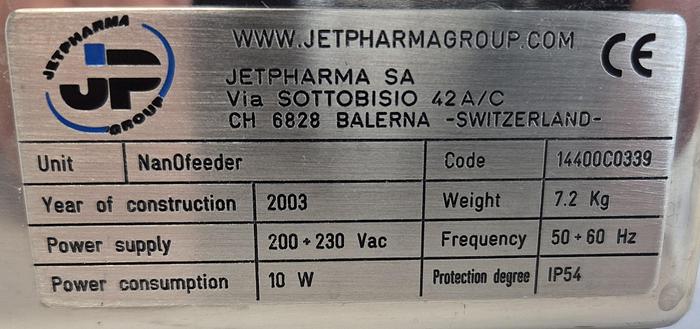 JETPHARMA
JP
GROUP
WWW.JETPHARMAGROUP.COM
CE
JETPHARMA SA
Via SOTTOBISIO 42A/C
CH 6828 BALERNA -SWITZERLAND-
Unit NanOfeeder Code 14400C0339
Year of construction 2003 Weight 7.2 Kg
Power supply 200÷230 Vac Frequency 50÷60 Hz
Power consumption 10 W Protection degree IP54